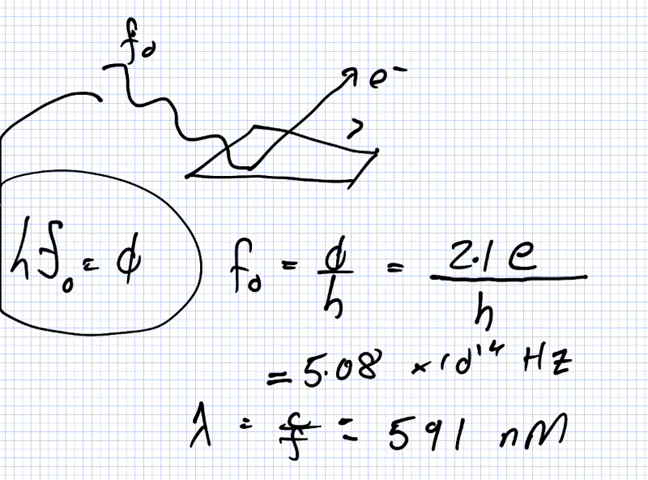 f₀
e⁻
hf₀ = ϕ
f₀ = ϕ/h = 2.1 e/h
= 5.08 ×10¹⁴ Hz
λ = c/f = 591 nM